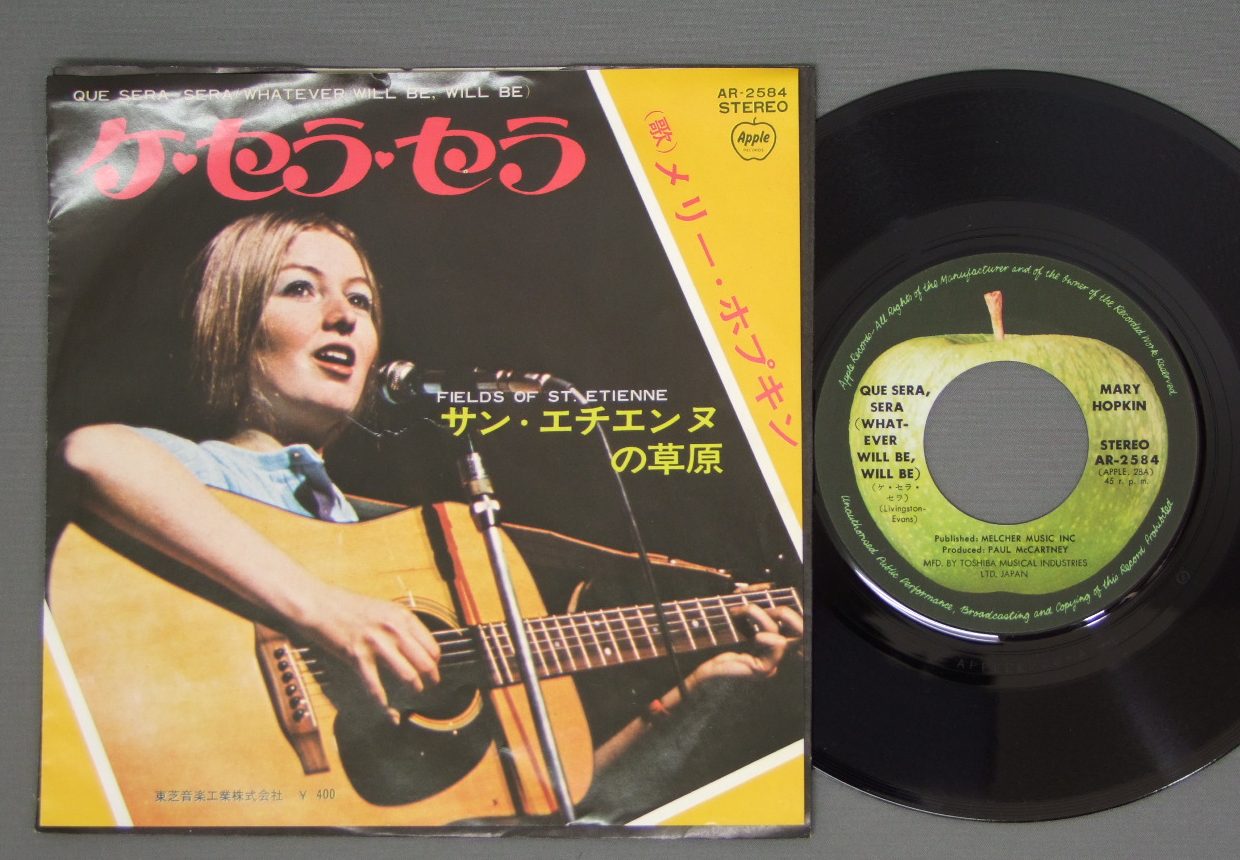 QUE SERA, SERA (WHATEVER WILL BE, WILL BE)
ケ・セラ・セラ
AR-2584
STEREO
Apple
RECORDS
(歌)メリー・ホプキン
FIELDS OF ST. ETIENNE
サン・エチエンヌ
の草原
東芝音楽工業株式会社 ¥ 400
Apple Records-All Rights of the Manufacturer and of the Owner of the Recorded Work Reserved
QUE SERA,
SERA
(WHAT-
EVER
WILL BE,
WILL BE)
(ケ・セラ・
セラ)
(Livingston-
Evans)
MARY
HOPKIN
STEREO
AR-2584
(APPLE. 28A)
45 r. p. m.
Published: MELCHER MUSIC INC
Produced: PAUL McCARTNEY
MFD. BY TOSHIBA MUSICAL INDUSTRIES
LTD. JAPAN
Unauthorised Public Performance, Broadcasting and Copying of this Record Prohibited